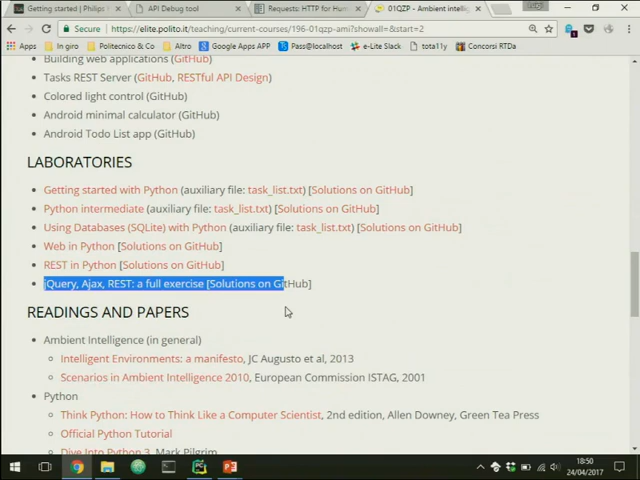 Getting started | Philips H
API Debug tool
Requests: HTTP for Hum
01QZP - Ambient intellig
Secure
https://elite.polito.it/teaching/current-courses/196-01qzp-ami?showall=&start=2
Apps
In giro
Politecnico & Co
Altro
Google Apps APP
Pass@localhost
e-Lite Slack
tota11y
Concorsi RTDa
Building web applications (GitHub)
Tasks REST Server (GitHub, RESTful API Design)
Colored light control (GitHub)
Android minimal calculator (GitHub)
Android Todo List app (GitHub)
LABORATORIES
Getting started with Python (auxiliary file: task_list.txt) [Solutions on GitHub]
Python intermediate (auxiliary file: task_list.txt) [Solutions on GitHub]
Using Databases (SQLite) with Python (auxiliary file: task_list.txt) [Solutions on GitHub]
Web in Python [Solutions on GitHub]
REST in Python [Solutions on GitHub]
jQuery, Ajax, REST: a full exercise [Solutions on GitHub]
READINGS AND PAPERS
Ambient Intelligence (in general)
Intelligent Environments: a manifesto, JC Augusto et al, 2013
Scenarios in Ambient Intelligence 2010, European Commission ISTAG, 2001
Python
Think Python: How to Think Like a Computer Scientist, 2nd edition, Allen Downey, Green Tea Press
Official Python Tutorial
Dive Into Python 3, Mark Pilgrim
18:50
24/04/2017